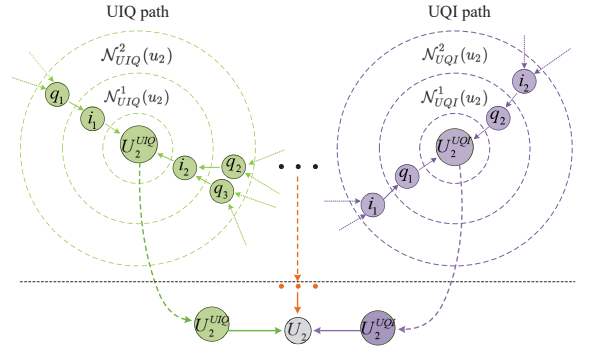 UIQ path
UQI path
𝒩²_UIQ(u₂)
𝒩²_UQI(u₂)
𝒩¹_UIQ(u₂)
𝒩¹_UQI(u₂)
q₁
i₁
U₂^UIQ
i₂
q₂
q₃
i₂
q₂
U₂^UQI
q₁
i₁
U₂^UIQ
U₂
U₂^UQI